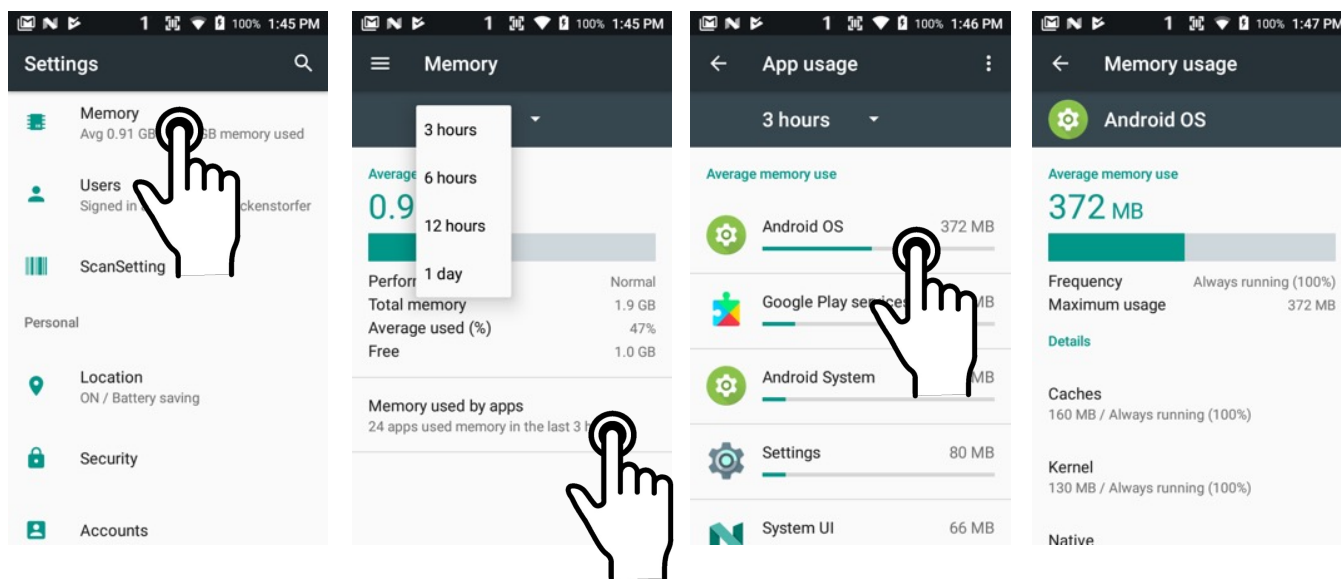 1 100% 1:45 PM
Settings
Memory
Avg 0.91 GB GB memory used
Users
Signed in ckenstorfer
ScanSetting
Personal
Location
ON / Battery saving
Security
Accounts
1 100% 1:45 PM
Memory
3 hours
6 hours
12 hours
1 day
Average
0.9
Perfor Normal
Total memory 1.9 GB
Average used (%) 47%
Free 1.0 GB
Memory used by apps
24 apps used memory in the last 3 h
1 100% 1:46 PM
App usage
3 hours
Average memory use
Android OS 372 MB
Google Play services MB
Android System MB
Settings 80 MB
System UI 66 MB
1 100% 1:47 PM
Memory usage
Android OS
Average memory use
372 MB
Frequency Always running (100%)
Maximum usage 372 MB
Details
Caches
160 MB / Always running (100%)
Kernel
130 MB / Always running (100%)
Native